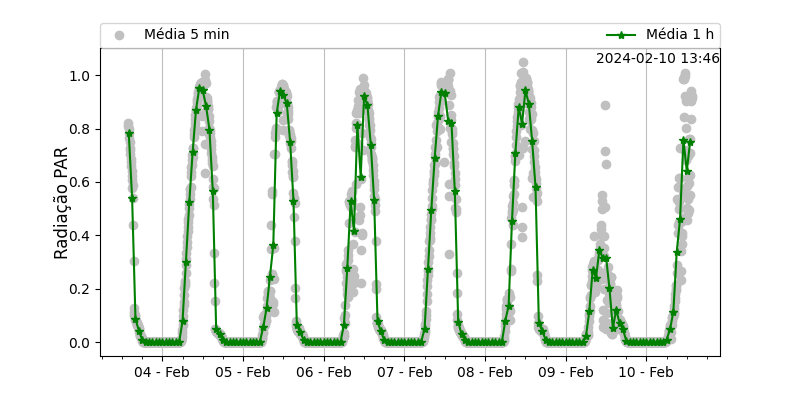 Média 5 min
Média 1 h
2024-02-10 13:46
Radiação PAR
1.0
0.8
0.6
0.4
0.2
0.0
04 - Feb
05 - Feb
06 - Feb
07 - Feb
08 - Feb
09 - Feb
10 - Feb